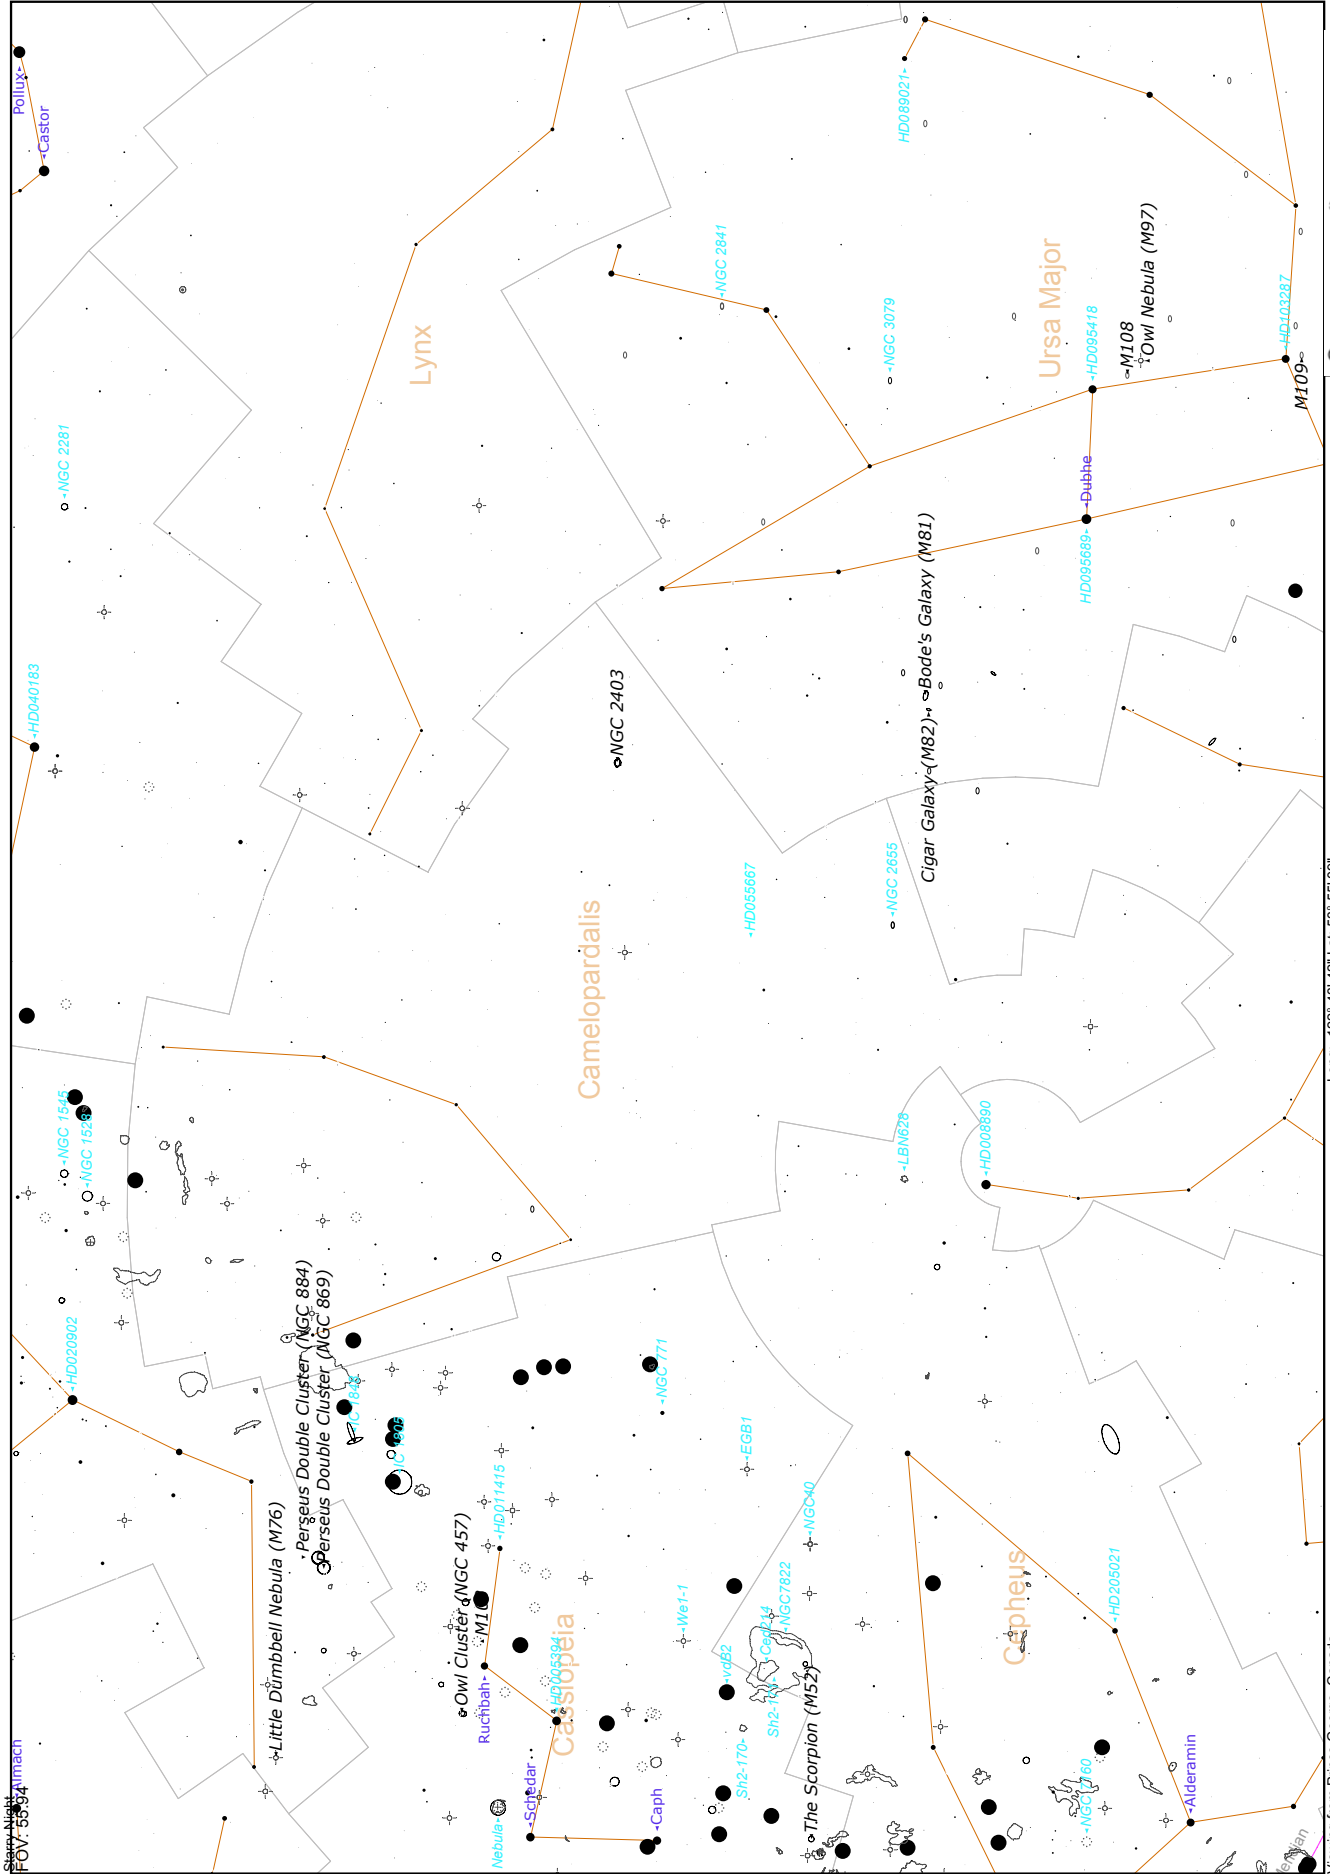 Pollux
Castor
HD089021
NGC 2841
Owl Nebula (M97)
Ursa Major
HD103287
NGC 3079
HD095418
M108
Lynx
M109
NGC 2281
Dubhe
HD095689
Bode's Galaxy (M81)
Cigar Galaxy (M82)
HD040183
NGC 2403
NGC 2655
HD055667
Camelopardalis
NGC 1545
NGC 1528
LBN628
HD008890
Perseus Double Cluster (NGC 884)
Perseus Double Cluster (NGC 869)
HD020902
NGC 771
IC 1848
IC 1805
EGB1
HD011415
NGC40
Little Dumbbell Nebula (M76)
Owl Cluster (NGC 457)
Cepheus
HD205021
NGC7822
We1-1
Ced214
Cassiopeia
HD005394
vdB2
The Scorpion (M52)
Ruchbah
Sh2-170
Almach
Schedar
Caph
NGC 7160
Alderamin
Nebula
Starry Night
FOV: 55.94